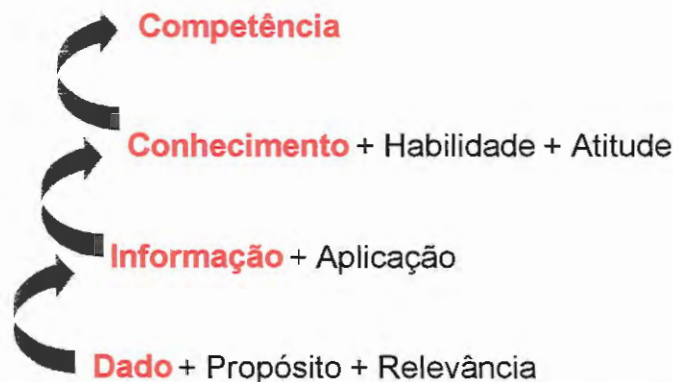 Competência
Conhecimento + Habilidade + Atitude
Informação + Aplicação
Dado + Propósito + Relevância